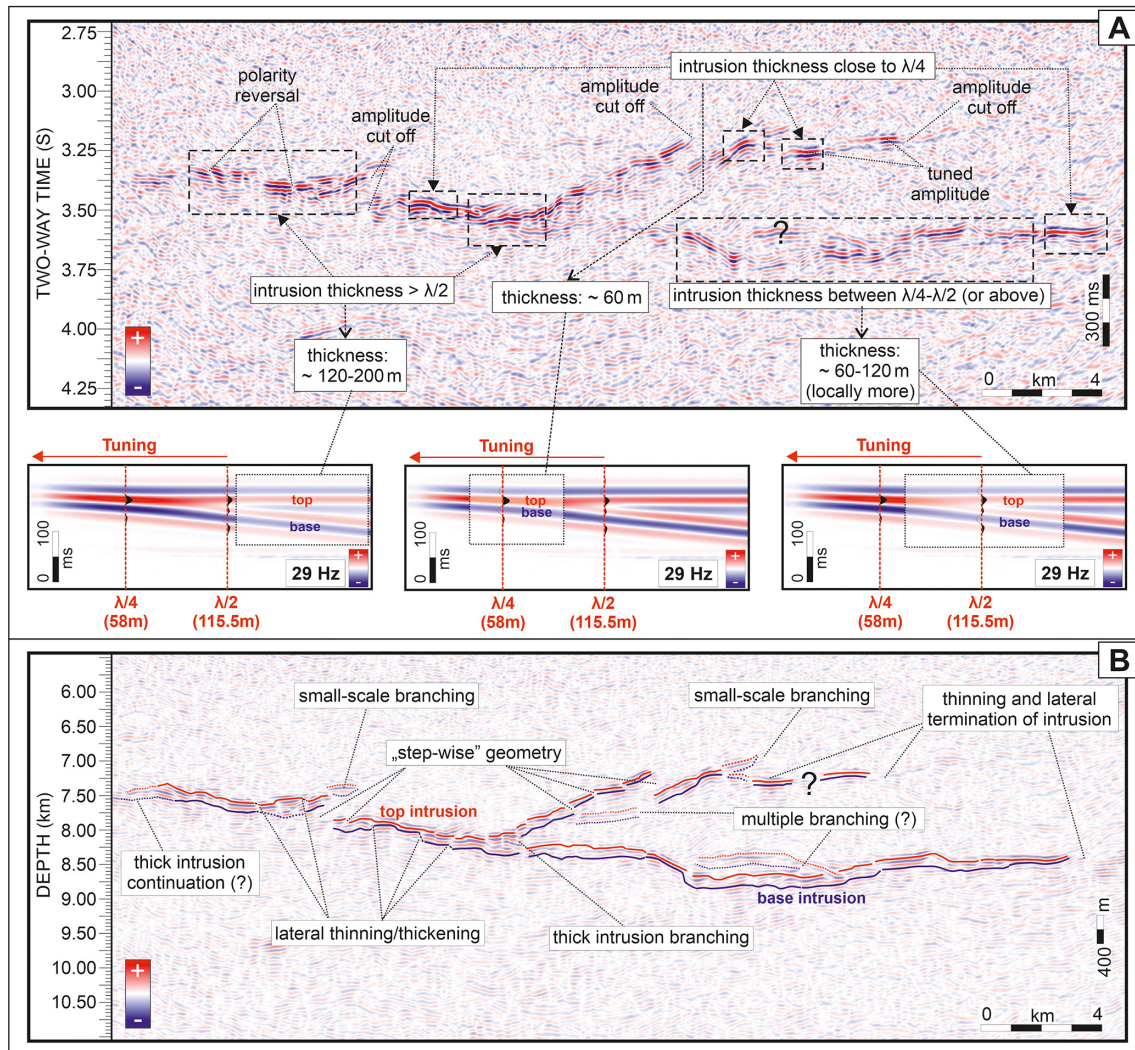 A
2.75
3.00
3.25
3.50
3.75
4.00
4.25
TWO-WAY TIME (S)
polarity
reversal
amplitude
cut off
amplitude
cut off
intrusion thickness close to λ/4
amplitude
cut off
tuned
amplitude
?
intrusion thickness > λ/2
thickness: ~ 60 m
intrusion thickness between λ/4-λ/2 (or above)
thickness:
~ 120-200 m
thickness:
~ 60-120 m
(locally more)
+
-
300 ms
0 km 4
Tuning
top
base
100
0
ms
29 Hz
+
-
λ/4
(58m)
λ/2
(115.5m)
Tuning
top
base
100
0
ms
29 Hz
+
-
λ/4
(58m)
λ/2
(115.5m)
Tuning
top
base
100
0
ms
29 Hz
+
-
λ/4
(58m)
λ/2
(115.5m)
B
6.00
6.50
7.00
7.50
8.00
8.50
9.00
9.50
10.00
10.50
DEPTH (km)
small-scale branching
small-scale branching
thinning and lateral
termination of intrusion
„step-wise” geometry
top intrusion
?
multiple branching (?)
thick intrusion
continuation (?)
base intrusion
lateral thinning/thickening
thick intrusion branching
+
-
400 m
0 km 4